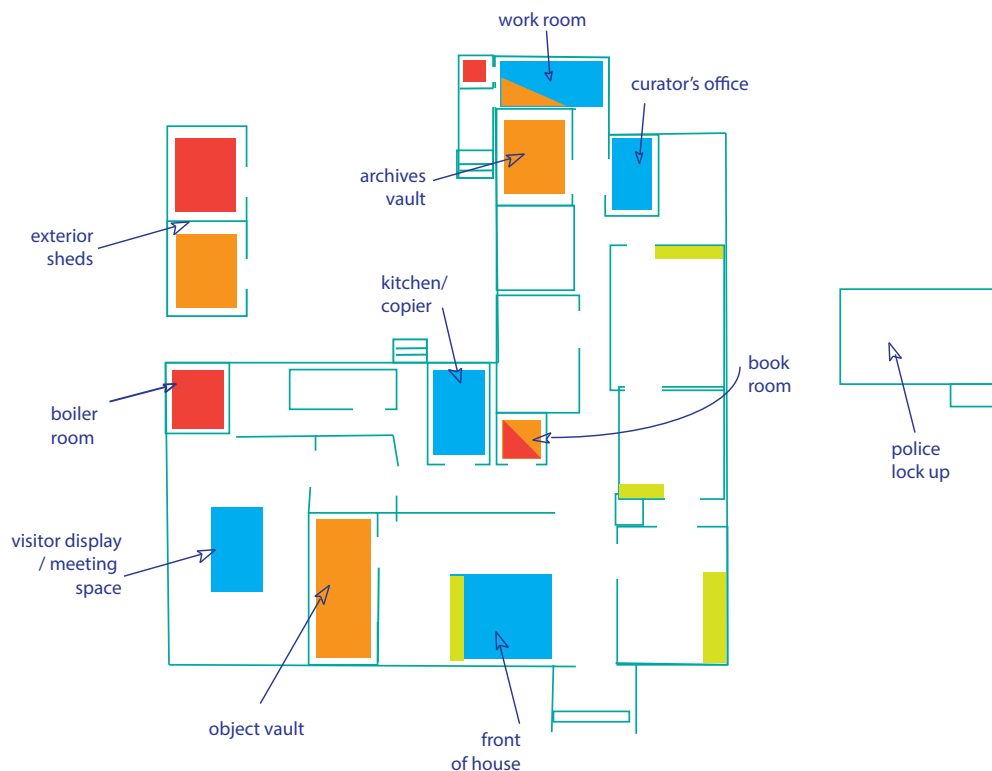 work room
curator's office
archives
vault
exterior
sheds
kitchen/
copier
book
room
boiler
room
police
lock up
visitor display
/ meeting
space
object vault
front
of house